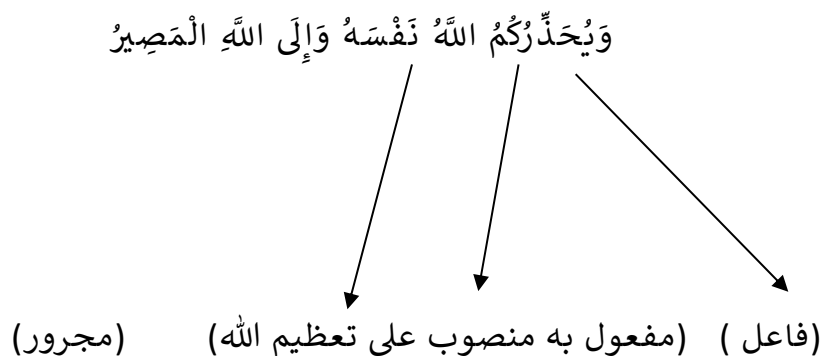 وَيُحَذِّرُكُمُ اللَّهُ نَفْسَهُ وَإِلَى اللَّهِ الْمَصِيرُ
(فاعل ) (مفعول به منصوب على تعظيم الله) (مجرور)